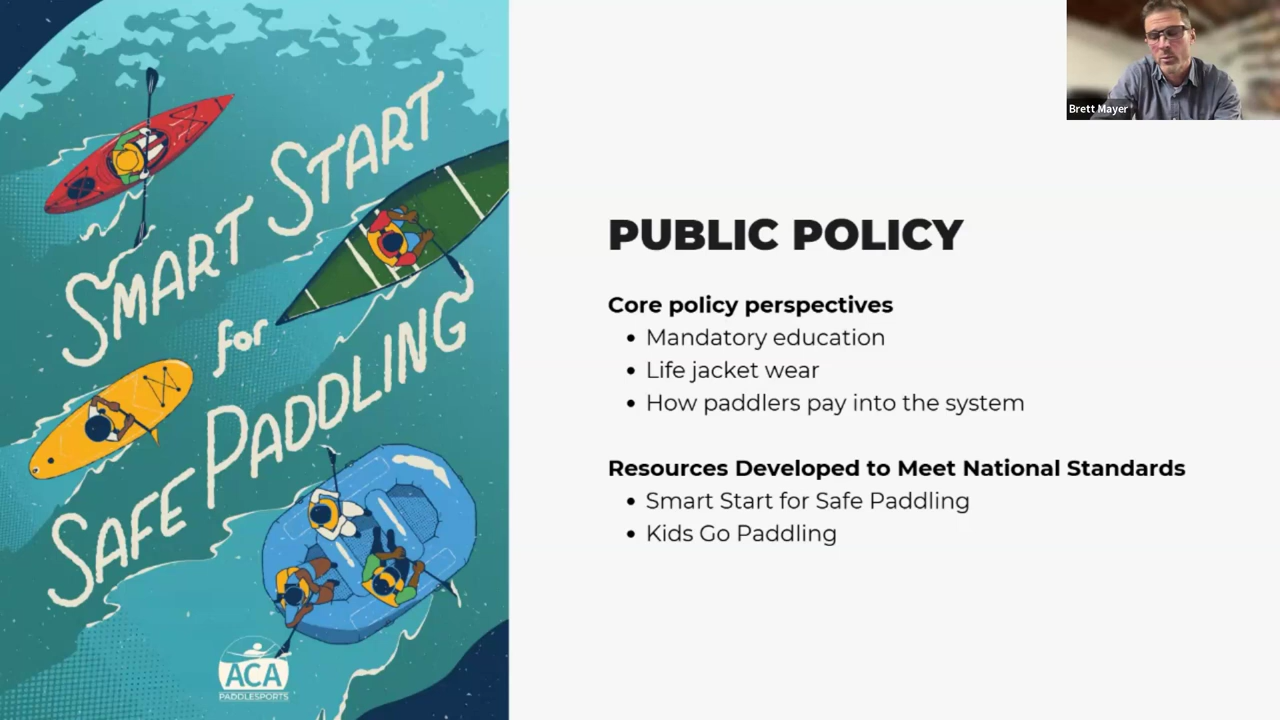 SMART START
for
SAFE PADDLING
ACA
PADDLESPORTS
Brett Mayer
PUBLIC POLICY
Core policy perspectives
• Mandatory education
• Life jacket wear
• How paddlers pay into the system
Resources Developed to Meet National Standards
• Smart Start for Safe Paddling
• Kids Go Paddling